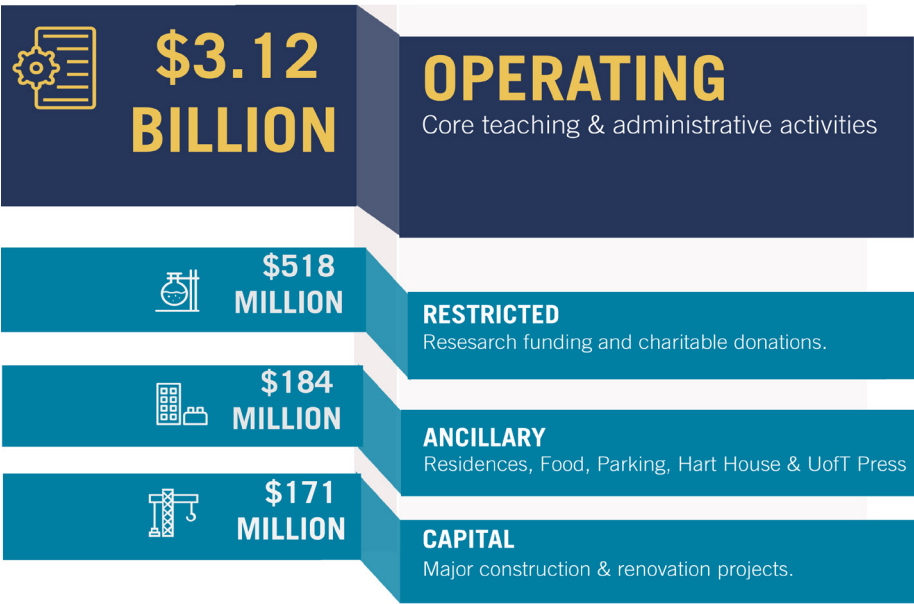 $3.12
BILLION
OPERATING
Core teaching & administrative activities
$518
MILLION
RESTRICTED
Resesarch funding and charitable donations.
$184
MILLION
ANCILLARY
Residences, Food, Parking, Hart House & UofT Press
$171
MILLION
CAPITAL
Major construction & renovation projects.